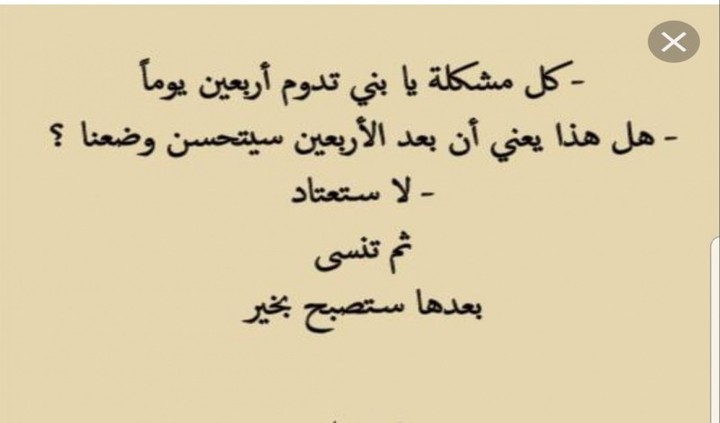 -كل مشكلة يا بني تدوم أربعين يوماً
- هل هذا يعني أن بعد الأربعين سيتحسن وضعنا ؟
- لا ستعتاد
ثم تنسى
بعدها ستصبح بخير